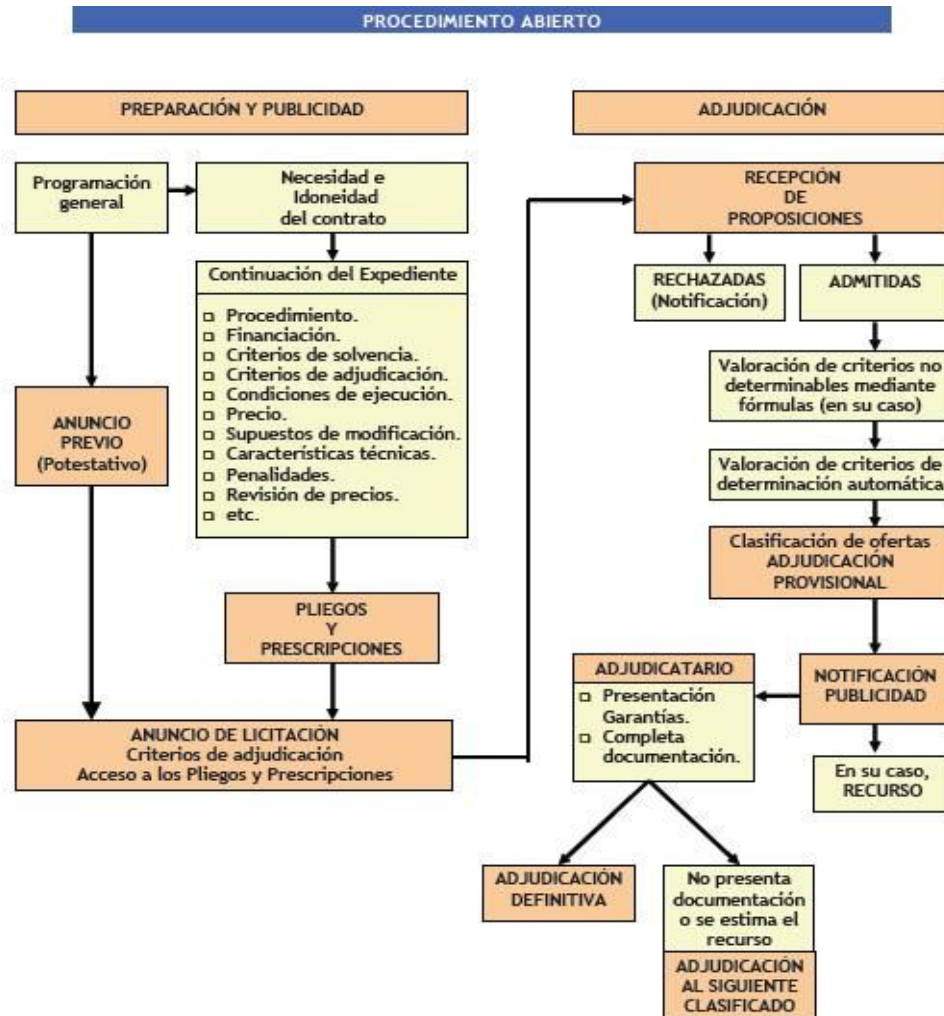 PROCEDIMIENTO ABIERTO
PREPARACIÓN Y PUBLICIDAD
Programación
general
Necesidad e
Idoneidad
del contrato
Continuación del Expediente
Procedimiento.
Financiación.
Criterios de solvencia.
Criterios de adjudicación.
Condiciones de ejecución.
Precio.
Supuestos de modificación.
Características técnicas.
Penalidades.
Revisión de precios.
etc.
ANUNCIO
PREVIO
(Potestativo)
PLIEGOS
Y
PRESCRIPCIONES
ANUNCIO DE LICITACIÓN
Criterios de adjudicación
Acceso a los Pliegos y Prescripciones
ADJUDICACIÓN
RECEPCIÓN
DE
PROPOSICIONES
RECHAZADAS
(Notificación)
ADMITIDAS
Valoración de criterios no
determinables mediante
fórmulas (en su caso)
Valoración de criterios de
determinación automática
Clasificación de ofertas
ADJUDICACIÓN
PROVISIONAL
NOTIFICACIÓN
PUBLICIDAD
ADJUDICATARIO
Presentación
Garantías.
Completa
documentación.
En su caso,
RECURSO
ADJUDICACIÓN
DEFINITIVA
No presenta
documentación
o se estima el
recurso
ADJUDICACIÓN
AL SIGUIENTE
CLASIFICADO